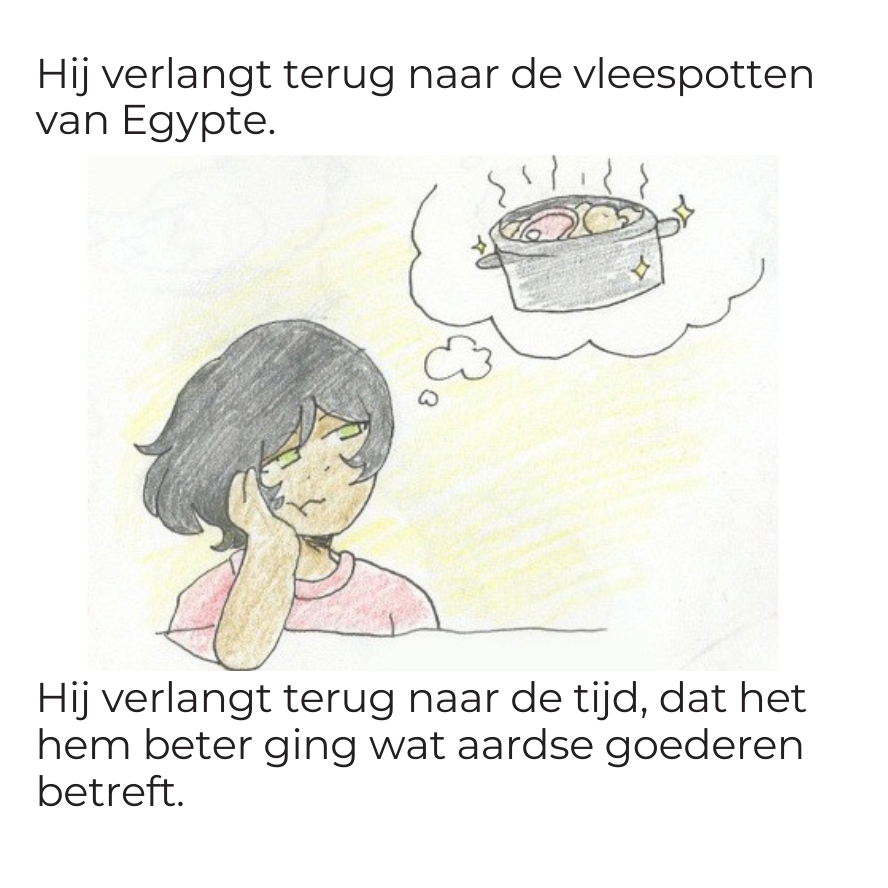 Hij verlangt terug naar de vleespotten
van Egypte.
Hij verlangt terug naar de tijd, dat het
hem beter ging wat aardse goederen
betreft.